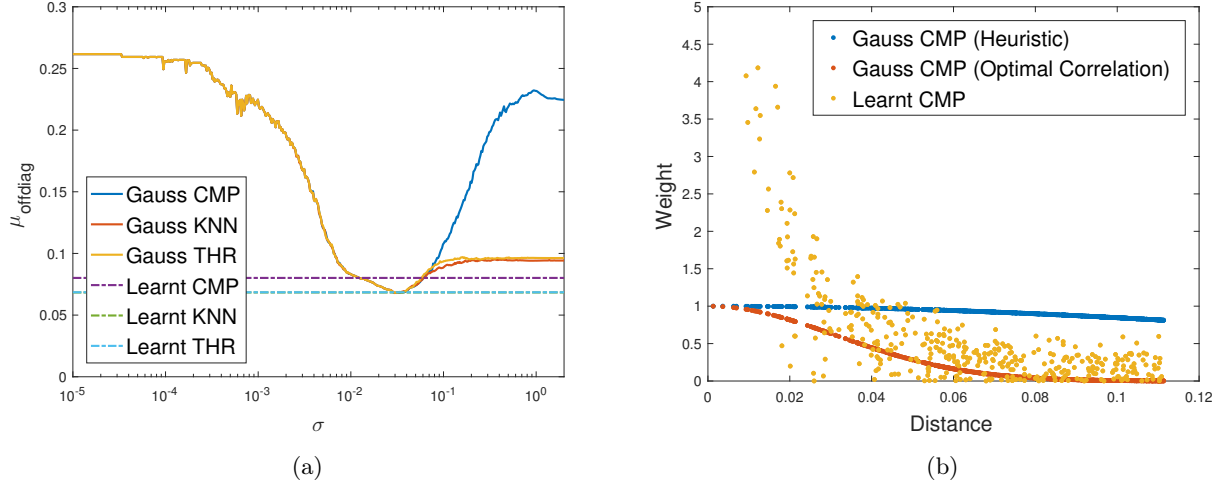 0.3
0.25
0.2
0.15
0.1
0.05
0
μoffdiag
Gauss CMP
Gauss KNN
Gauss THR
Learnt CMP
Learnt KNN
Learnt THR
10-5
10-4
10-3
10-2
10-1
100
σ
(a)
5
4.5
4
3.5
3
2.5
2
1.5
1
0.5
0
Weight
Gauss CMP (Heuristic)
Gauss CMP (Optimal Correlation)
Learnt CMP
0
0.02
0.04
0.06
0.08
0.1
0.12
Distance
(b)